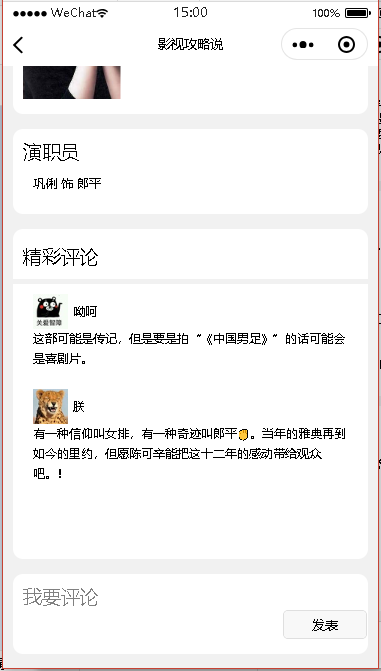 WeChat 15:00 100%
影视攻略说
演职员
巩俐 饰 郎平
精彩评论
关爱智障
呦呵
这部可能是传记，但是要是拍“《中国男足》”的话可能会
是喜剧片。
朕
有一种信仰叫女排，有一种奇迹叫郎平👏。当年的雅典再到
如今的里约，但愿陈可辛能把这十二年的感动带给观众
吧。！
我要评论
发表